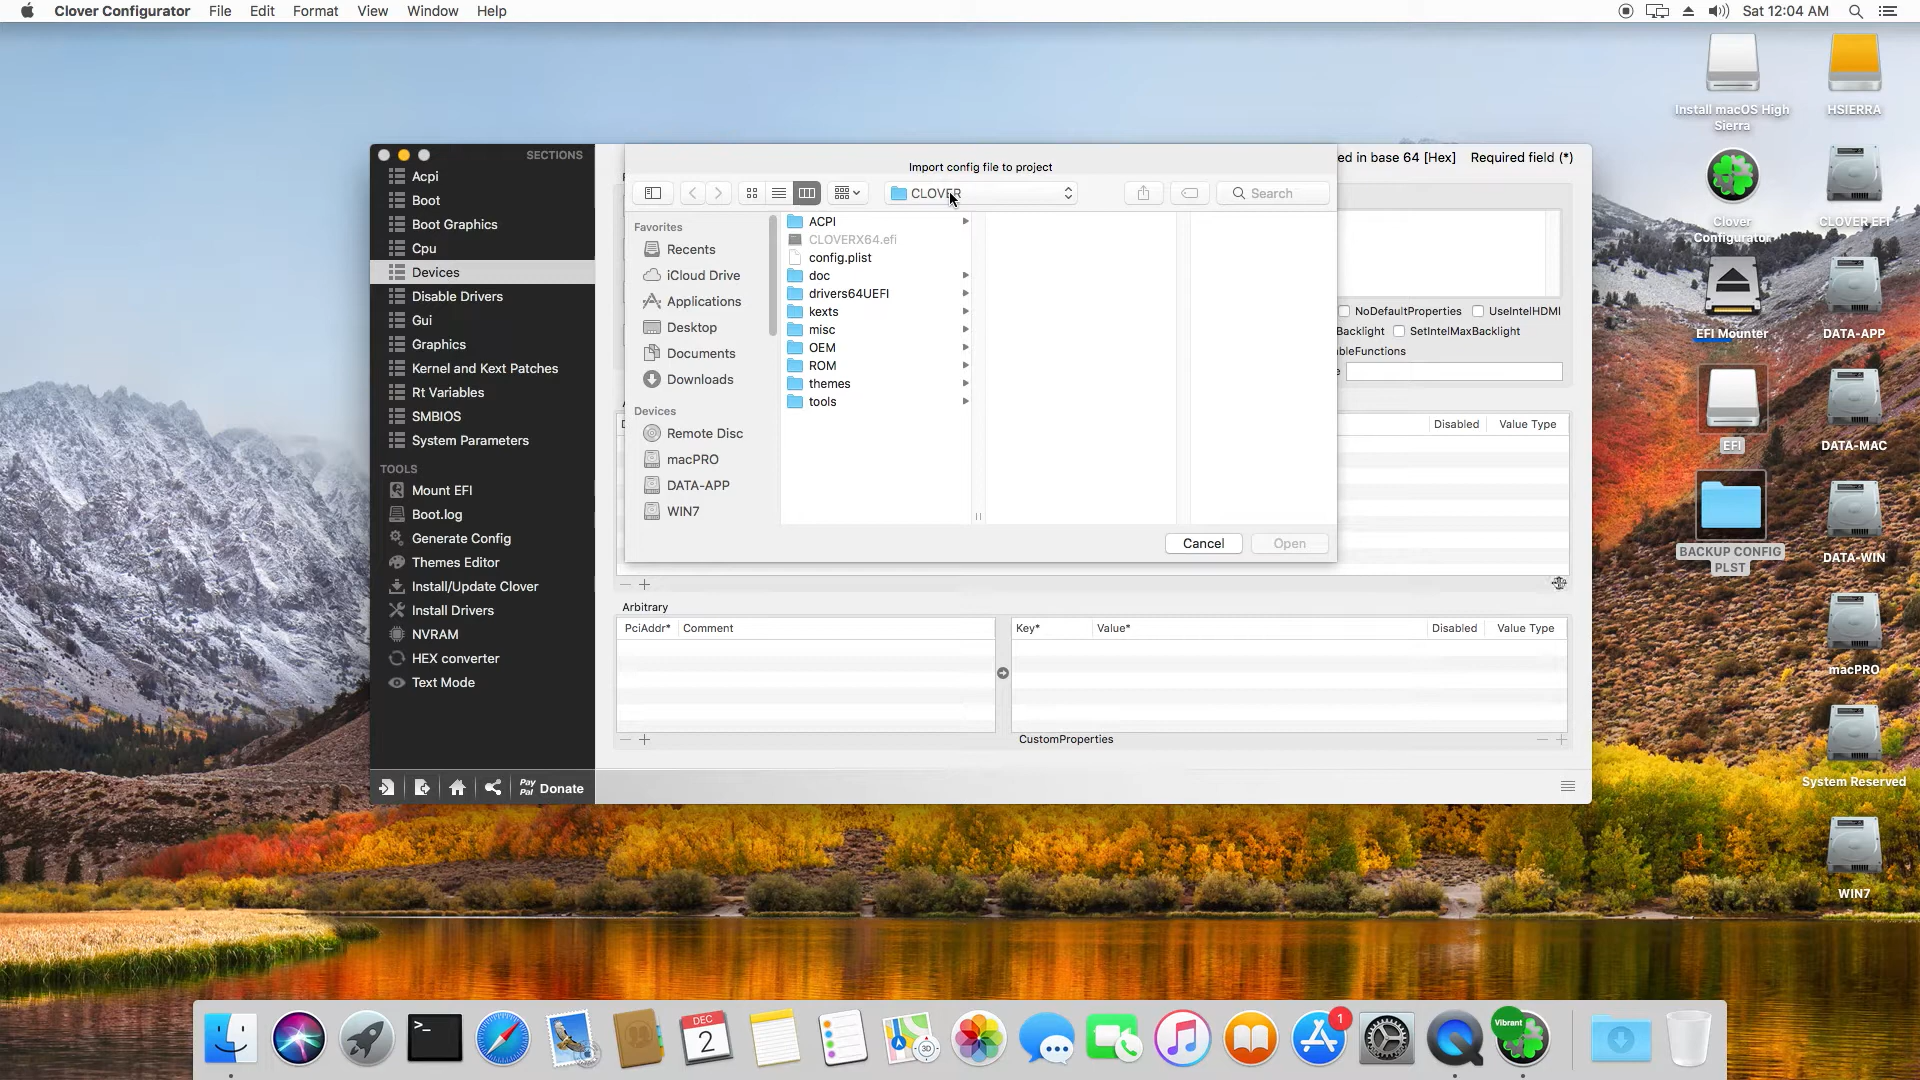 Clover Configurator File Edit Format View Window Help Sat 12:04 AM
Install macOS High Sierra
HSIERRA
Clover Configurator
CLOVER EFI
EFI Mounter
DATA-APP
EFI
DATA-MAC
BACKUP CONFIG PLST
DATA-WIN
macPRO
System Reserved
WIN7
SECTIONS
Acpi
Boot
Boot Graphics
Cpu
Devices
Disable Drivers
Gui
Graphics
Kernel and Kext Patches
Rt Variables
SMBIOS
System Parameters
TOOLS
Mount EFI
Boot.log
Generate Config
Themes Editor
Install/Update Clover
Install Drivers
NVRAM
HEX converter
Text Mode
Pay Pal Donate
Import config file to project
CLOVER
Search
Favorites
Recents
iCloud Drive
Applications
Desktop
Documents
Downloads
Devices
Remote Disc
macPRO
DATA-APP
WIN7
ACPI
CLOVERX64.efi
config.plist
doc
drivers64UEFI
kexts
misc
OEM
ROM
themes
tools
Cancel Open
ed in base 64 [Hex] Required field (*)
NoDefaultProperties UseIntelHDMI
Backlight SetIntelMaxBacklight
bleFunctions
Disabled Value Type
Arbitrary
PciAddr* Comment
Key* Value* Disabled Value Type
CustomProperties
DEC
2
3D
1
Vibrant